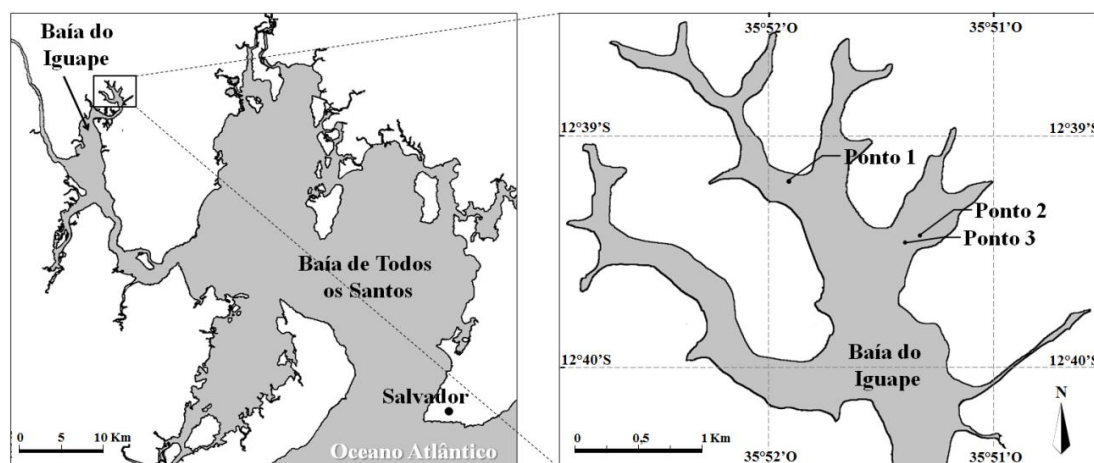 Baía do
Iguape
Baía de Todos
os Santos
Salvador
Oceano Atlântico
0 5 10 Km
35°52’O 35°51’O
12°39’S 12°39’S
Ponto 1
Ponto 2
Ponto 3
Baía do
Iguape
12°40’S 12°40’S
N
0 0,5 1 Km
35°52’O 35°51’O